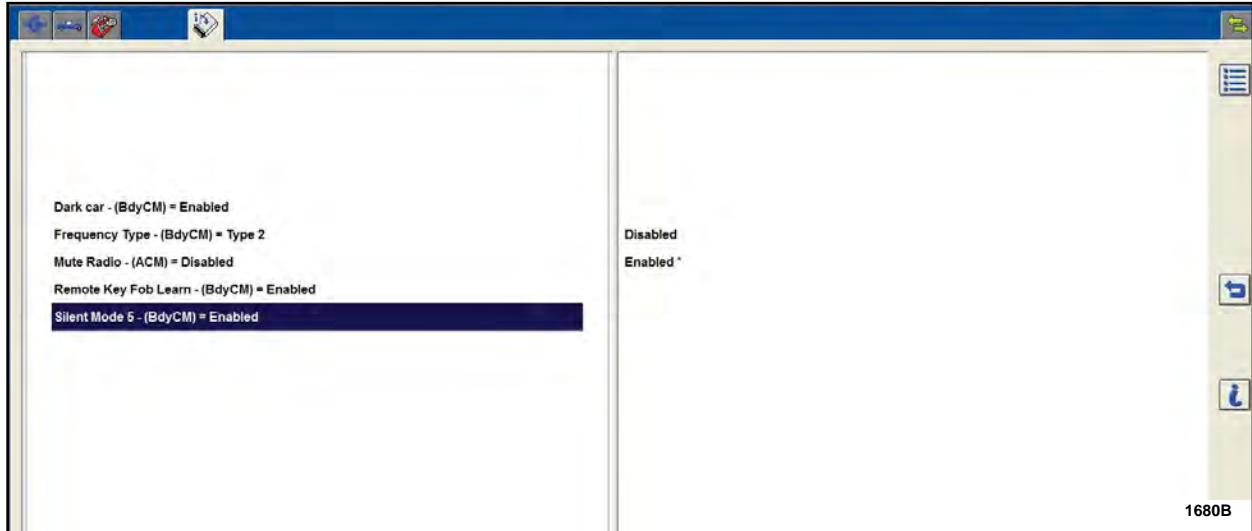 Dark car - (BdyCM) = Enabled
Frequency Type - (BdyCM) = Type 2
Mute Radio - (ACM) = Disabled
Remote Key Fob Learn - (BdyCM) = Enabled
Silent Mode 5 - (BdyCM) = Enabled
Disabled
Enabled *
1680B